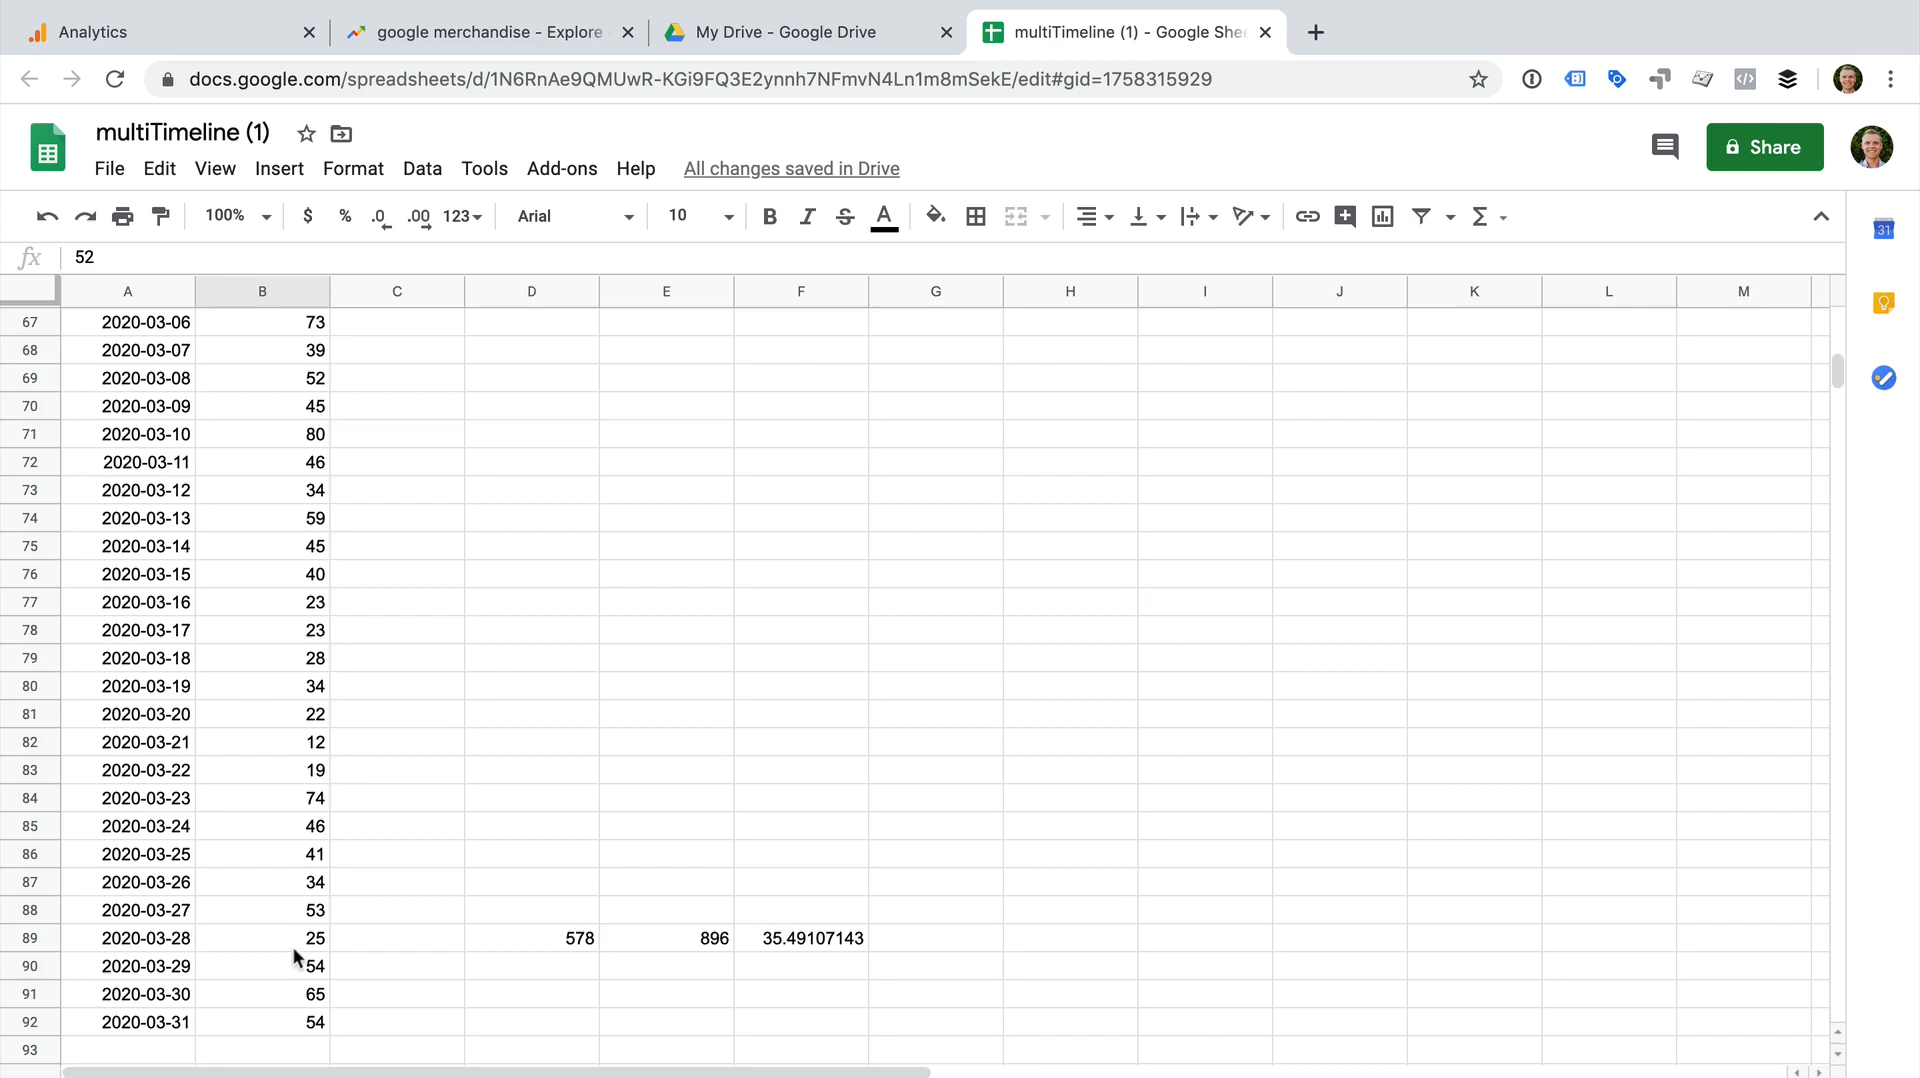 Analytics
google merchandise - Explore
My Drive - Google Drive
multiTimeline (1) - Google Shee
docs.google.com/spreadsheets/d/1N6RnAe9QMUwR-KGi9FQ3E2ynnh7NFmvN4Ln1m8mSekE/edit#gid=1758315929
multiTimeline (1)
File Edit View Insert Format Data Tools Add-ons Help All changes saved in Drive
Share
100% $ % .0 .00 123 Arial 10 B I S A Σ
31
fx 52
A B C D E F G H I J K L M
67 2020-03-06 73
68 2020-03-07 39
69 2020-03-08 52
70 2020-03-09 45
71 2020-03-10 80
72 2020-03-11 46
73 2020-03-12 34
74 2020-03-13 59
75 2020-03-14 45
76 2020-03-15 40
77 2020-03-16 23
78 2020-03-17 23
79 2020-03-18 28
80 2020-03-19 34
81 2020-03-20 22
82 2020-03-21 12
83 2020-03-22 19
84 2020-03-23 74
85 2020-03-24 46
86 2020-03-25 41
87 2020-03-26 34
88 2020-03-27 53
89 2020-03-28 25 578 896 35.49107143
90 2020-03-29 54
91 2020-03-30 65
92 2020-03-31 54
93